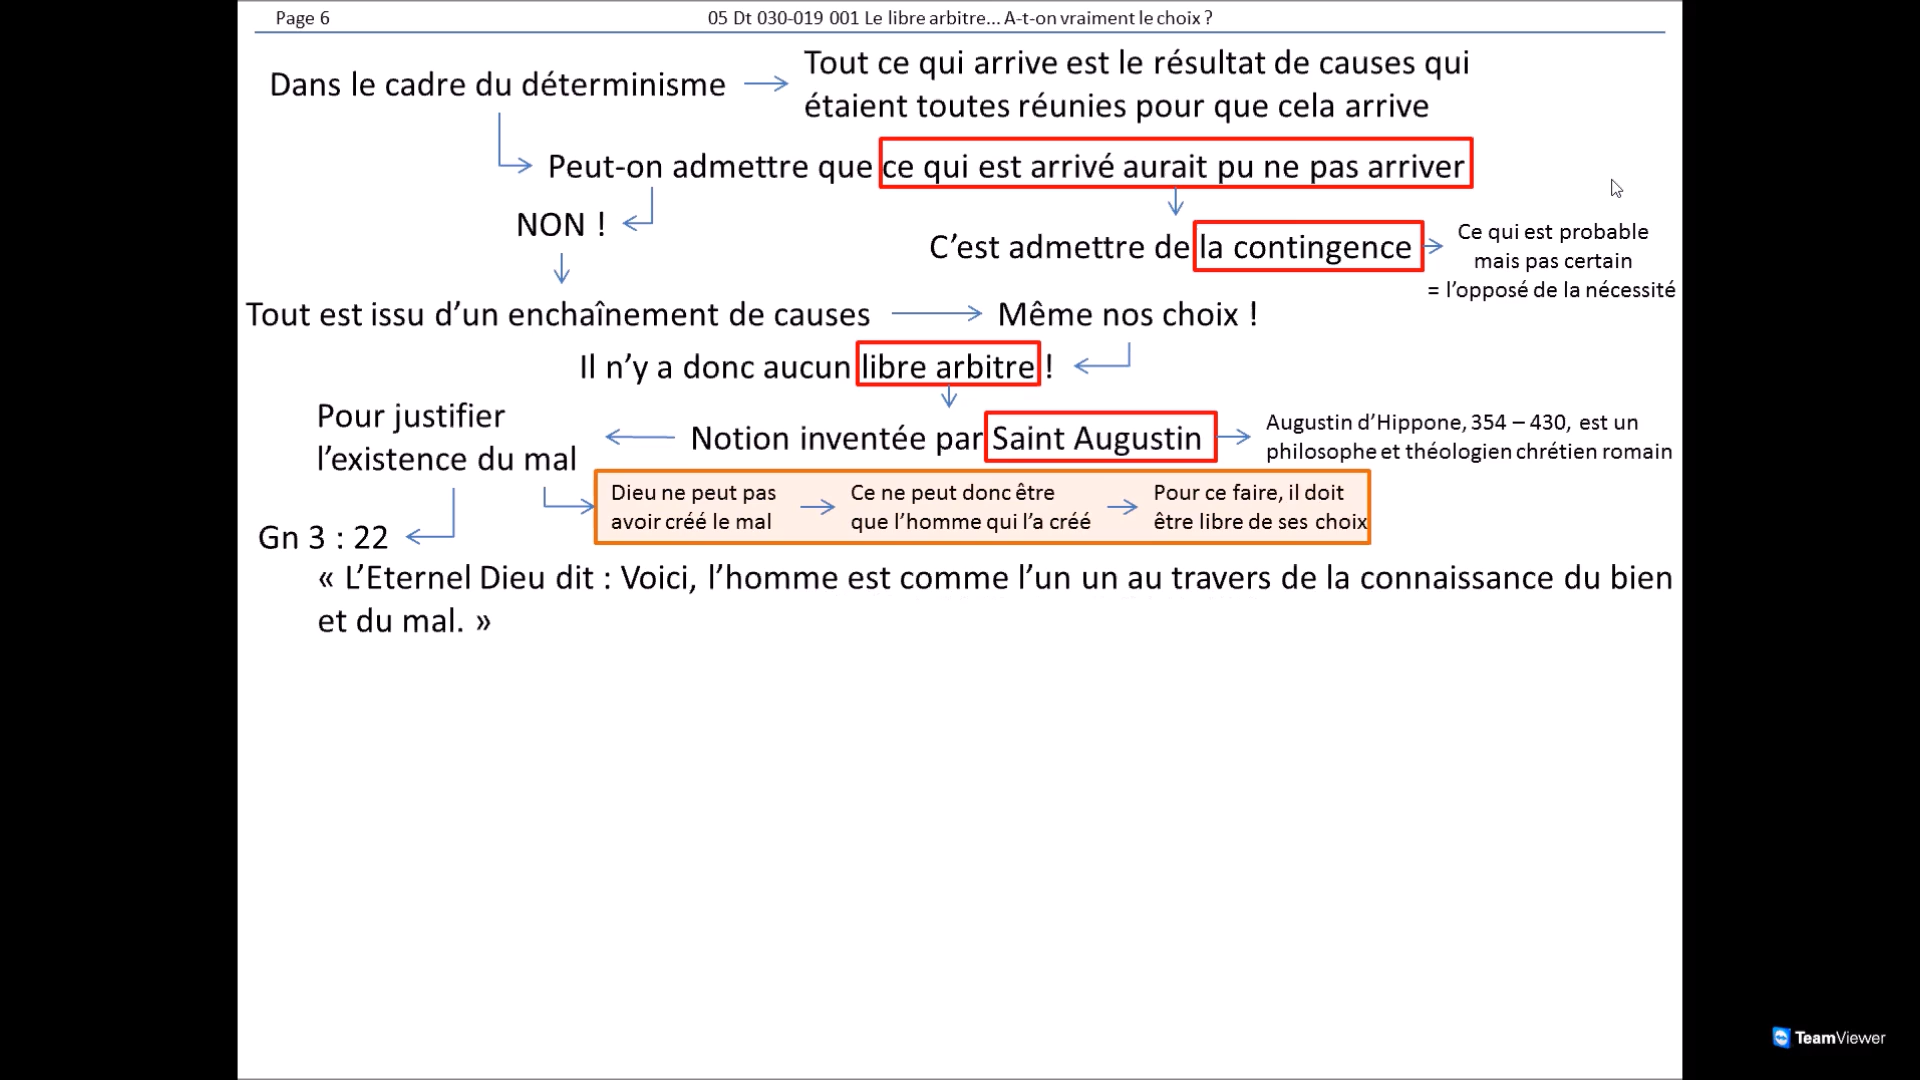 Page 6
05 Dt 030-019 001 Le libre arbitre... A-t-on vraiment le choix ?
Dans le cadre du déterminisme
Tout ce qui arrive est le résultat de causes qui
étaient toutes réunies pour que cela arrive
Peut-on admettre que ce qui est arrivé aurait pu ne pas arriver
NON !
C’est admettre de la contingence
Ce qui est probable
mais pas certain
= l’opposé de la nécessité
Tout est issu d’un enchaînement de causes
Même nos choix !
Il n’y a donc aucun libre arbitre !
Pour justifier
l’existence du mal
Notion inventée par Saint Augustin
Augustin d’Hippone, 354 – 430, est un
philosophe et théologien chrétien romain
Dieu ne peut pas
avoir créé le mal
Ce ne peut donc être
que l’homme qui l’a créé
Pour ce faire, il doit
être libre de ses choix
Gn 3 : 22
« L’Eternel Dieu dit : Voici, l’homme est comme l’un un au travers de la connaissance du bien
et du mal. »
TeamViewer